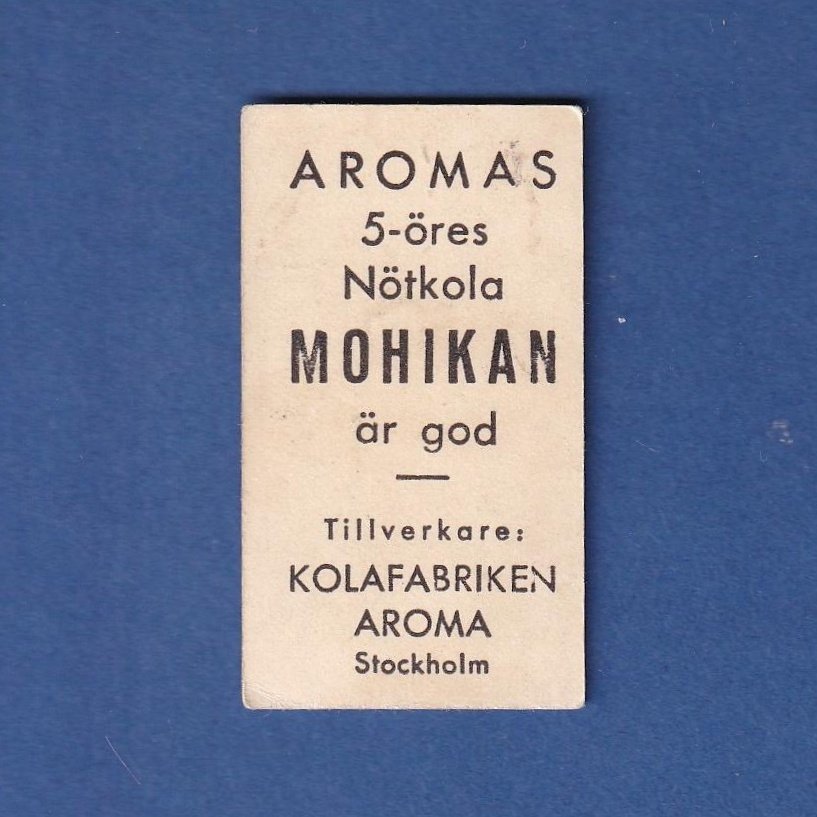 AROMAS
5-öres
Nötkola
MOHIKAN
är god
Tillverkare:
KOLAFABRIKEN
AROMA
Stockholm